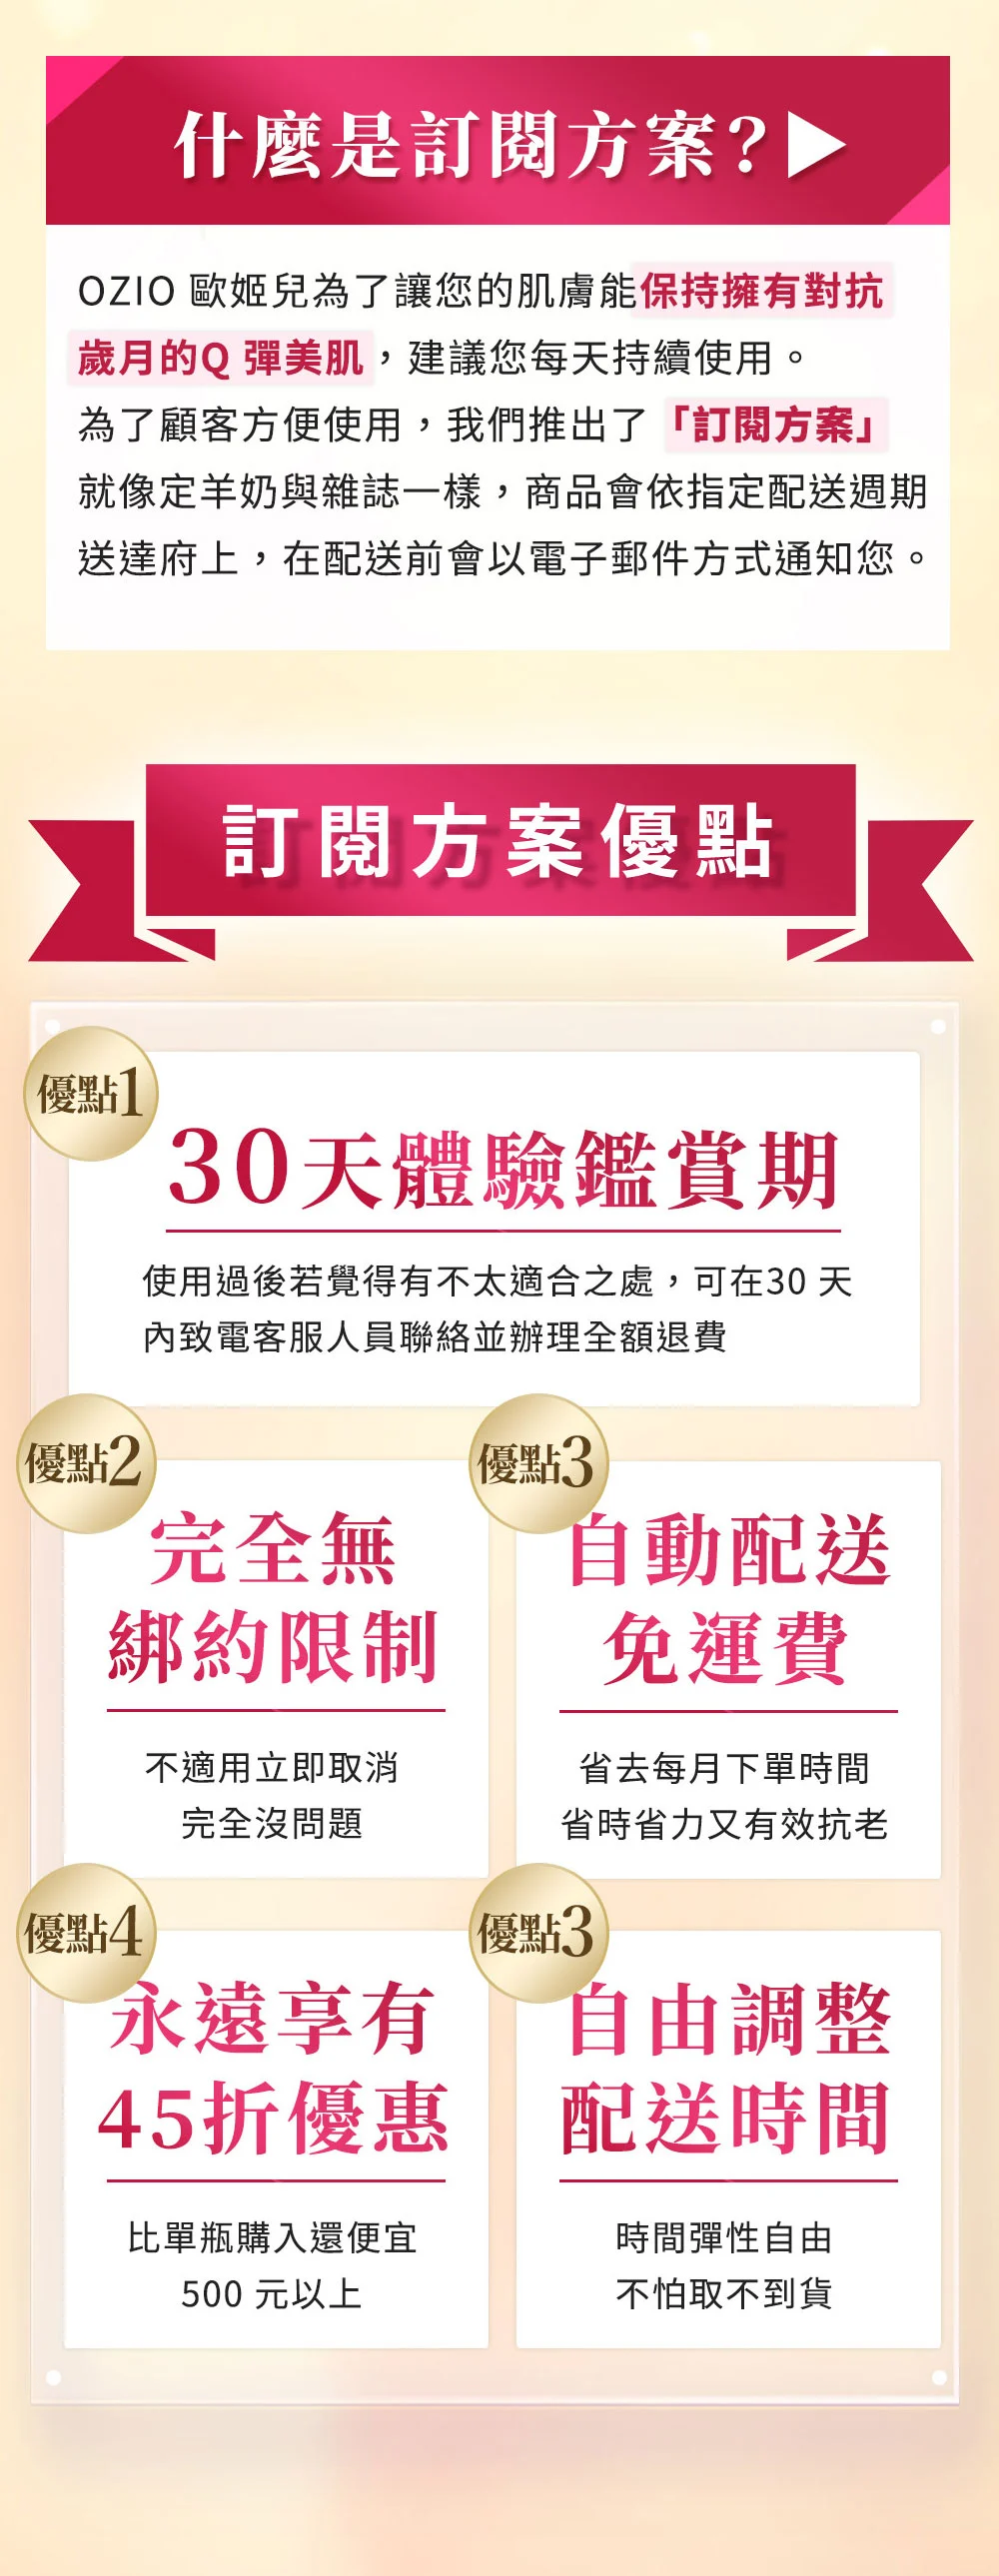 什麼是訂閱方案?▶
OZIO 歐姬兒為了讓您的肌膚能保持擁有對抗
歲月的Q 彈美肌，建議您每天持續使用。
為了顧客方便使用，我們推出了「訂閱方案」
就像定羊奶與雜誌一樣，商品會依指定配送週期
送達府上，在配送前會以電子郵件方式通知您。
訂閱方案優點
優點1
30天體驗鑑賞期
使用過後若覺得有不太適合之處，可在30 天
內致電客服人員聯絡並辦理全額退費
優點2
完全無
綁約限制
不適用立即取消
完全沒問題
優點3
自動配送
免運費
省去每月下單時間
省時省力又有效抗老
優點4
永遠享有
45折優惠
比單瓶購入還便宜
500 元以上
優點3
自由調整
配送時間
時間彈性自由
不怕取不到貨